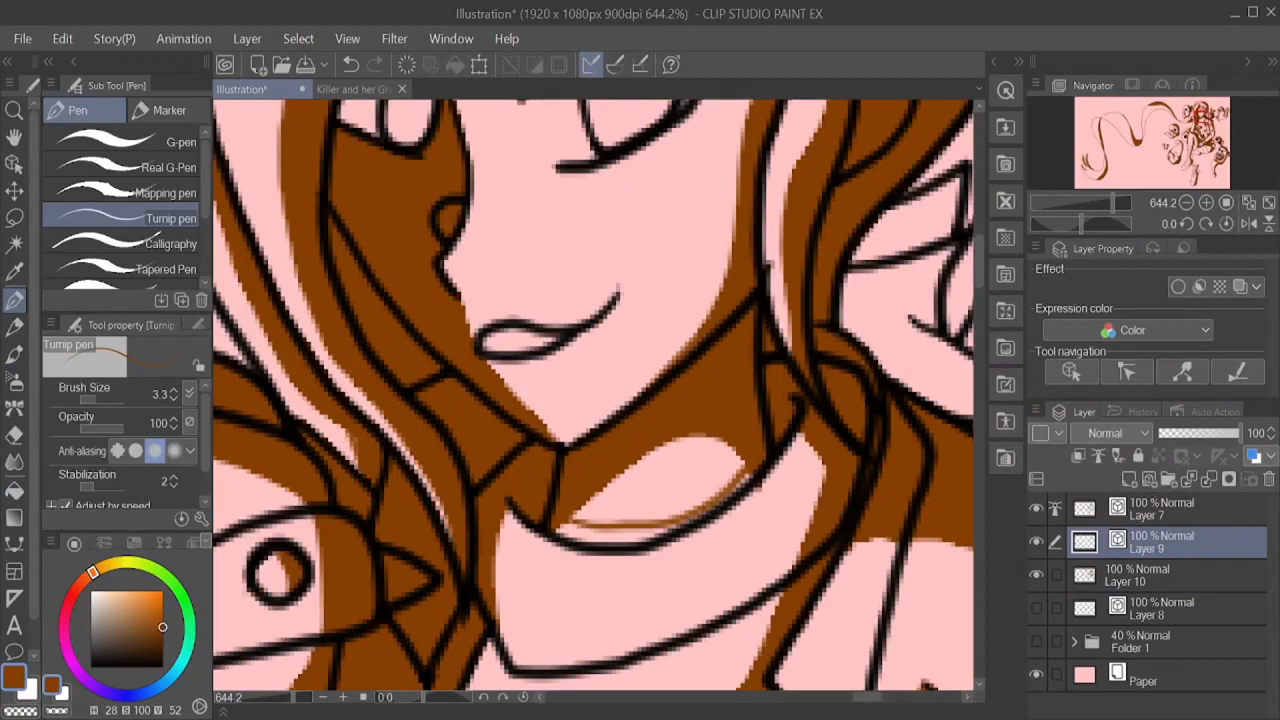 Illustration* (1920 x 1080px 900dpi 644.2%) - CLIP STUDIO PAINT EX
File Edit Story(P) Animation Layer Select View Filter Window Help
Sub Tool [Pen]
Illustration*
Killer and her Gh
Navigator
Pen
Marker
G-pen
Real G-Pen
Mapping pen
Turnip pen
Calligraphy
Tapered Pen
644.2
0.0
Layer Property
Effect
Expression color
Color
Tool navigation
Tool property [Turnip
Turnip pen
Brush Size
3.3
Opacity
100
Anti-aliasing
Stabilization
2
Adjust by speed
Layer
History
Auto Action
Normal
100
100 % Normal
Layer 7
100 % Normal
Layer 9
100 % Normal
Layer 10
100 % Normal
Layer 8
40 % Normal
Folder 1
Paper
644.2
0.0
H 28 S 100 V 52